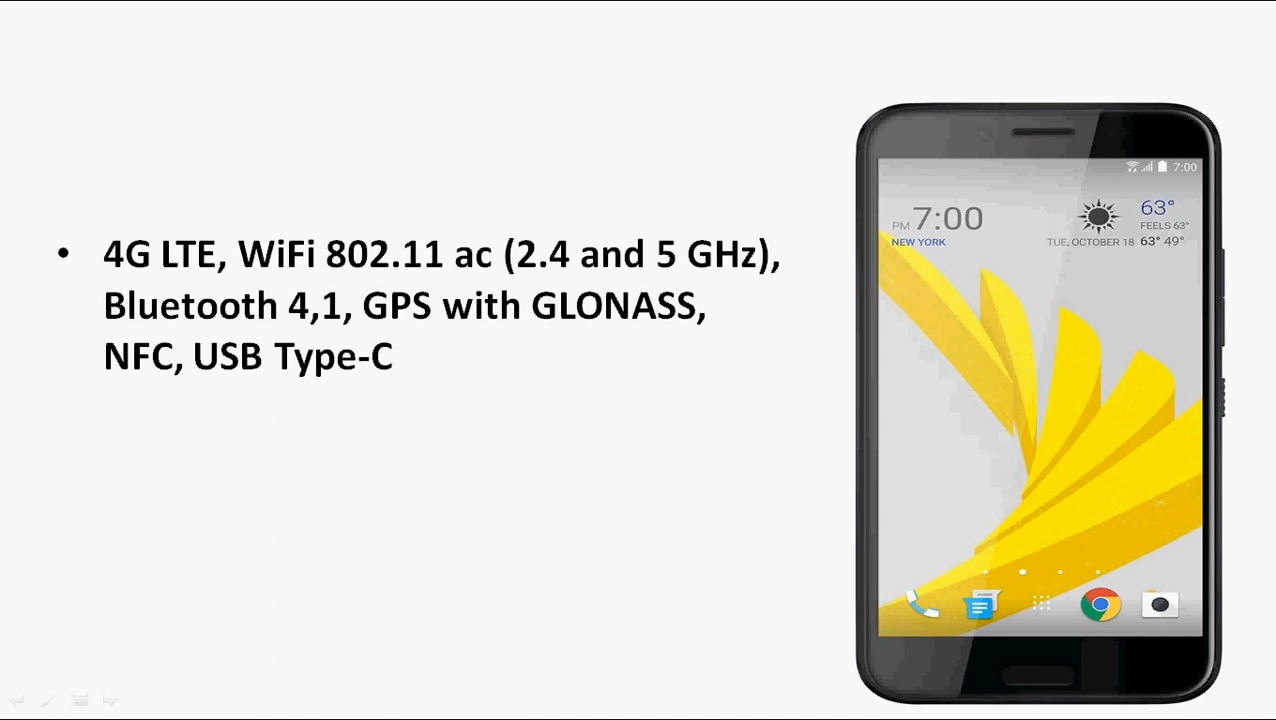 • 4G LTE, WiFi 802.11 ac (2.4 and 5 GHz),
Bluetooth 4,1, GPS with GLONASS,
NFC, USB Type-C
7:00
PM 7:00
NEW YORK
63°
FEELS 63°
TUE, OCTOBER 18 63° 49°